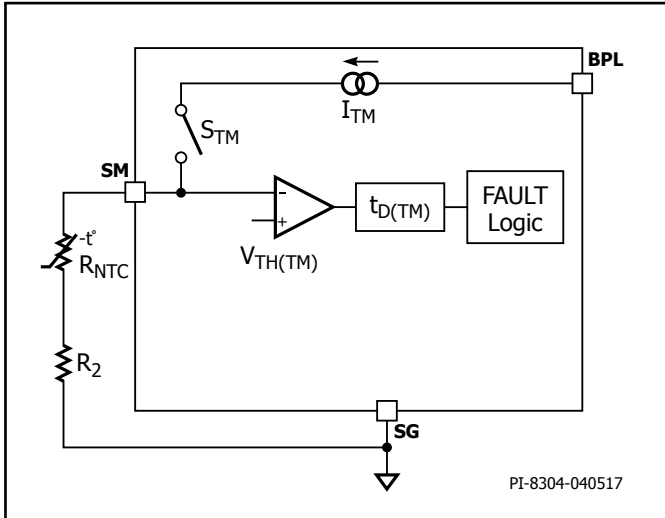 BPL
I_TM
S_TM
SM
-
+
t_D(TM)
FAULT
Logic
V_TH(TM)
-t°
R_NTC
R_2
SG
PI-8304-040517